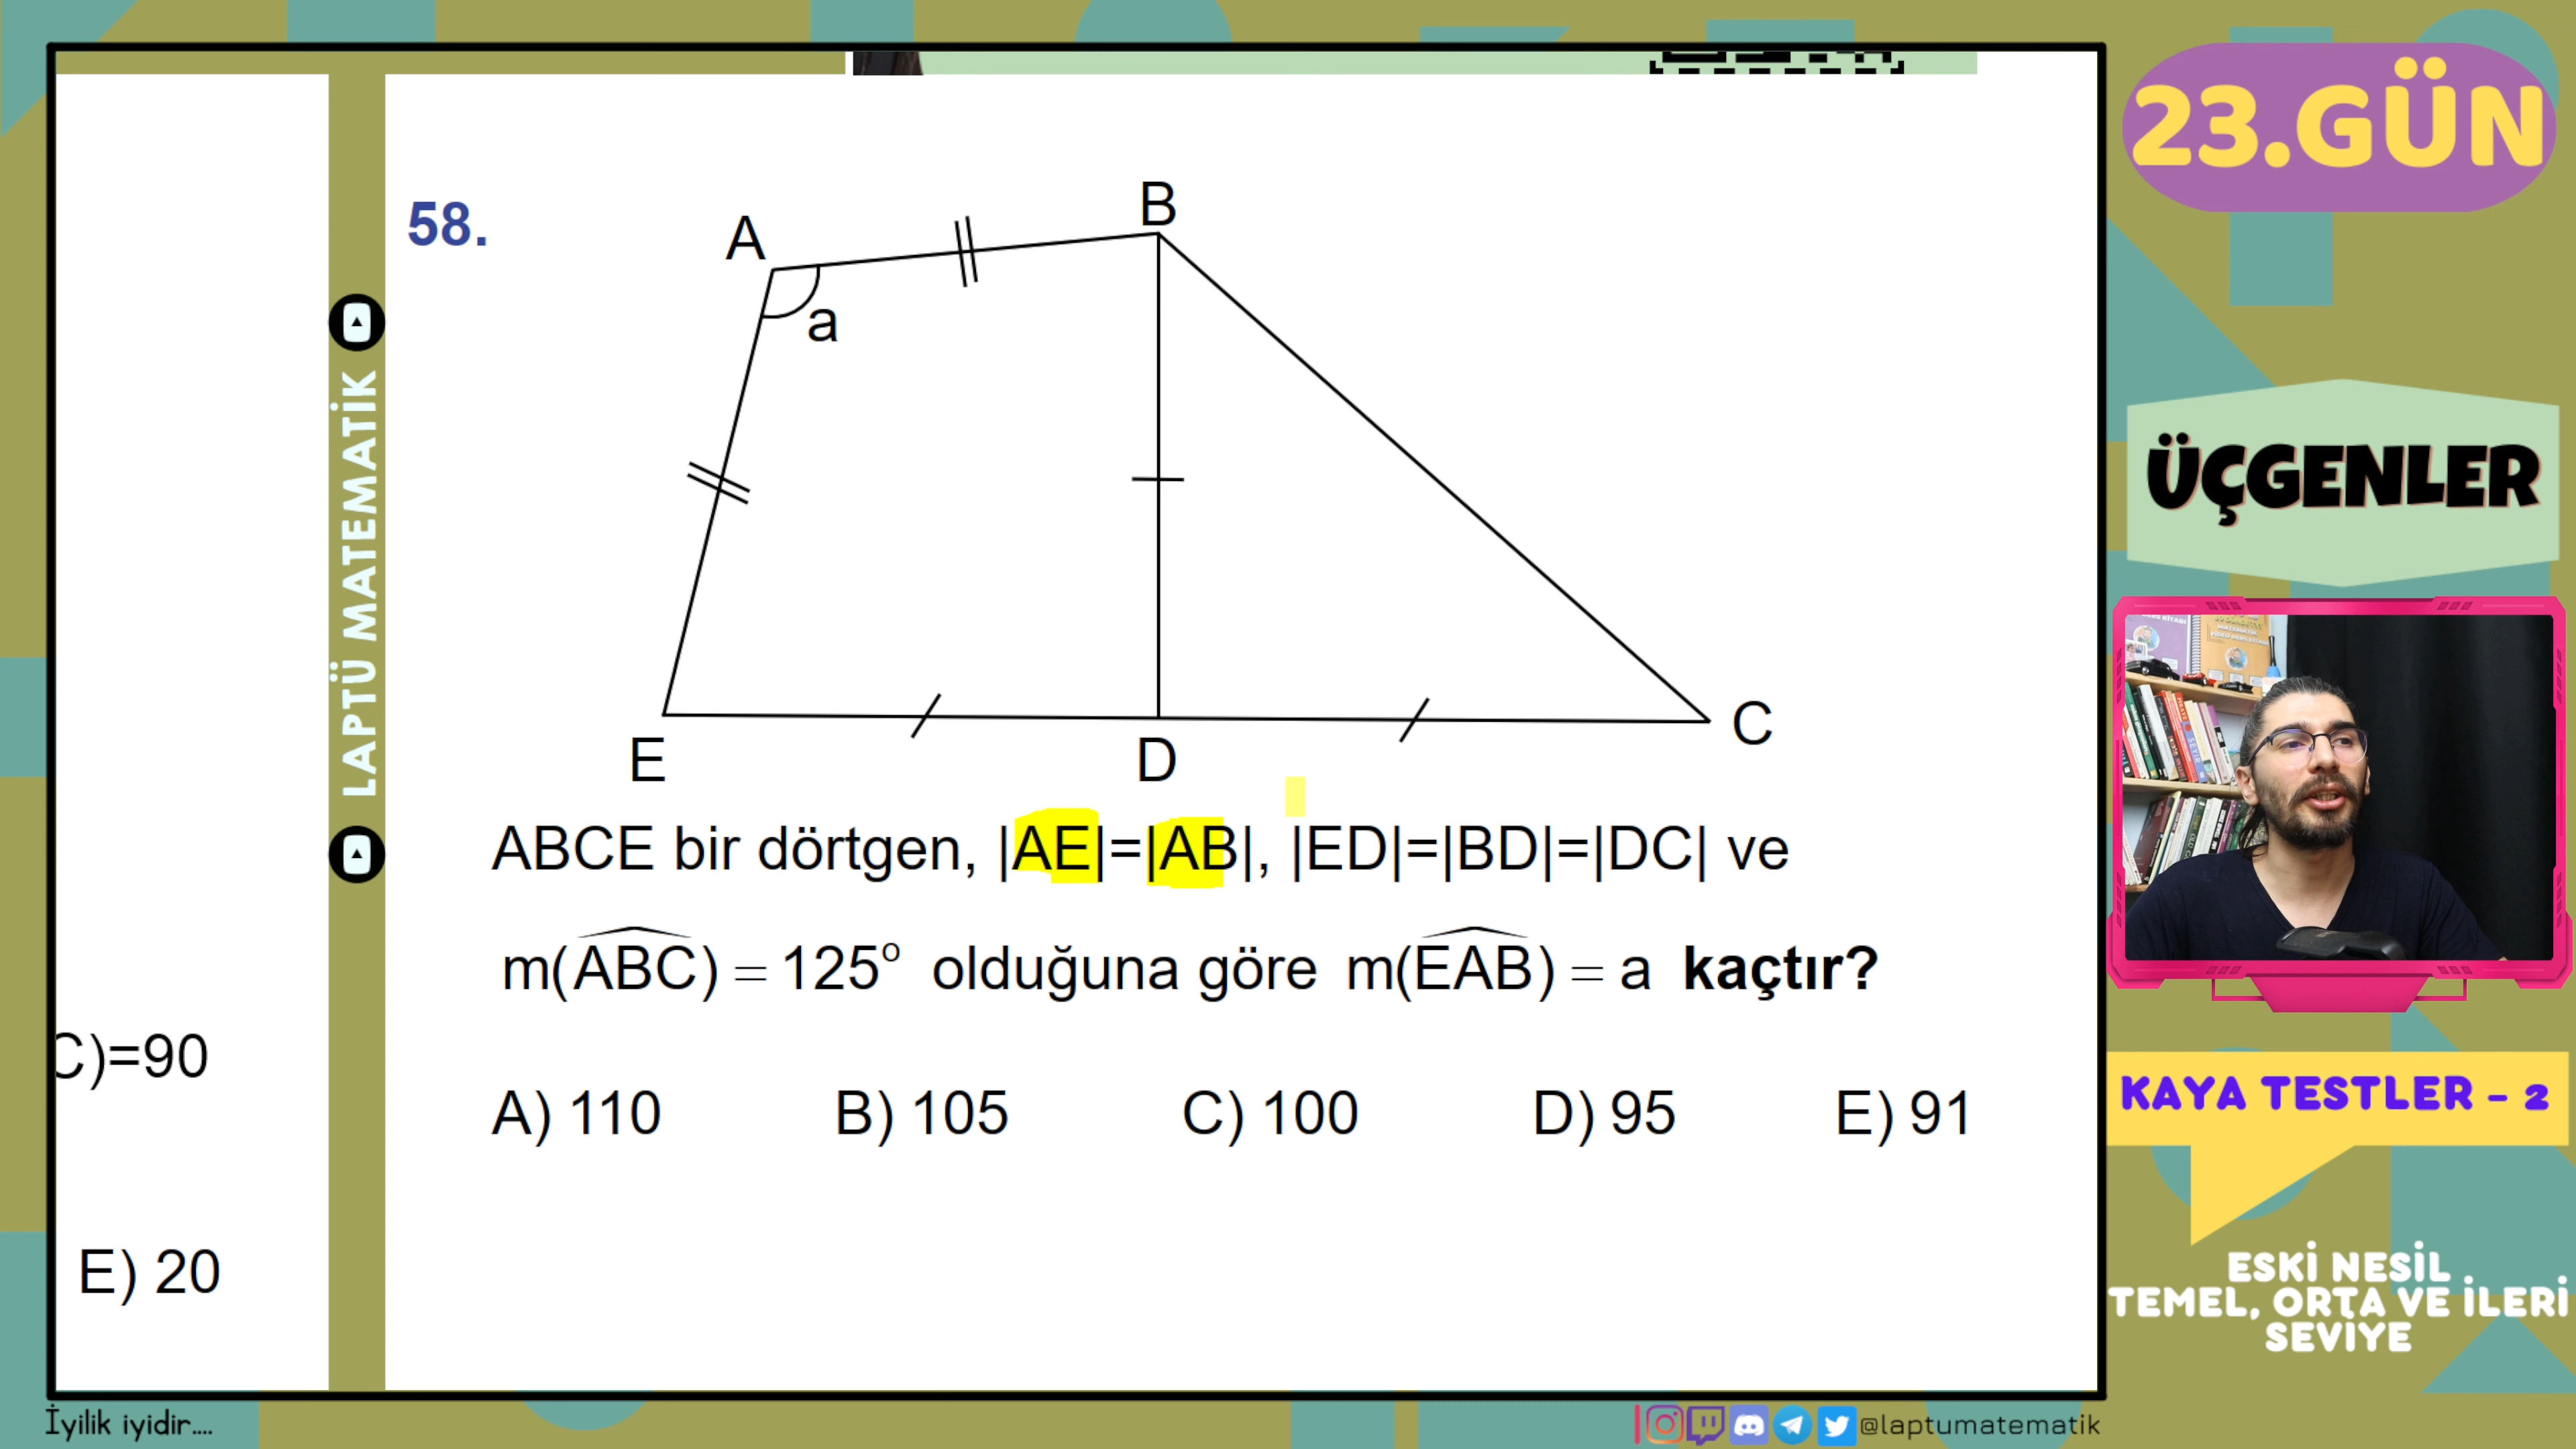 23.GÜN
58.
A
B
a
E
D
C
LAPTÜ MATEMATİK
ABCE bir dörtgen, |AE|=|AB|, |ED|=|BD|=|DC| ve
m(ABC) = 125° olduğuna göre m(EAB) = a kaçtır?
A) 110 B) 105 C) 100 D) 95 E) 91
C)=90
E) 20
ÜÇGENLER
KAYA TESTLER - 2
ESKİ NESİL
TEMEL, ORTA VE İLERİ
SEVİYE
İyilik iyidir....
@laptumatematik